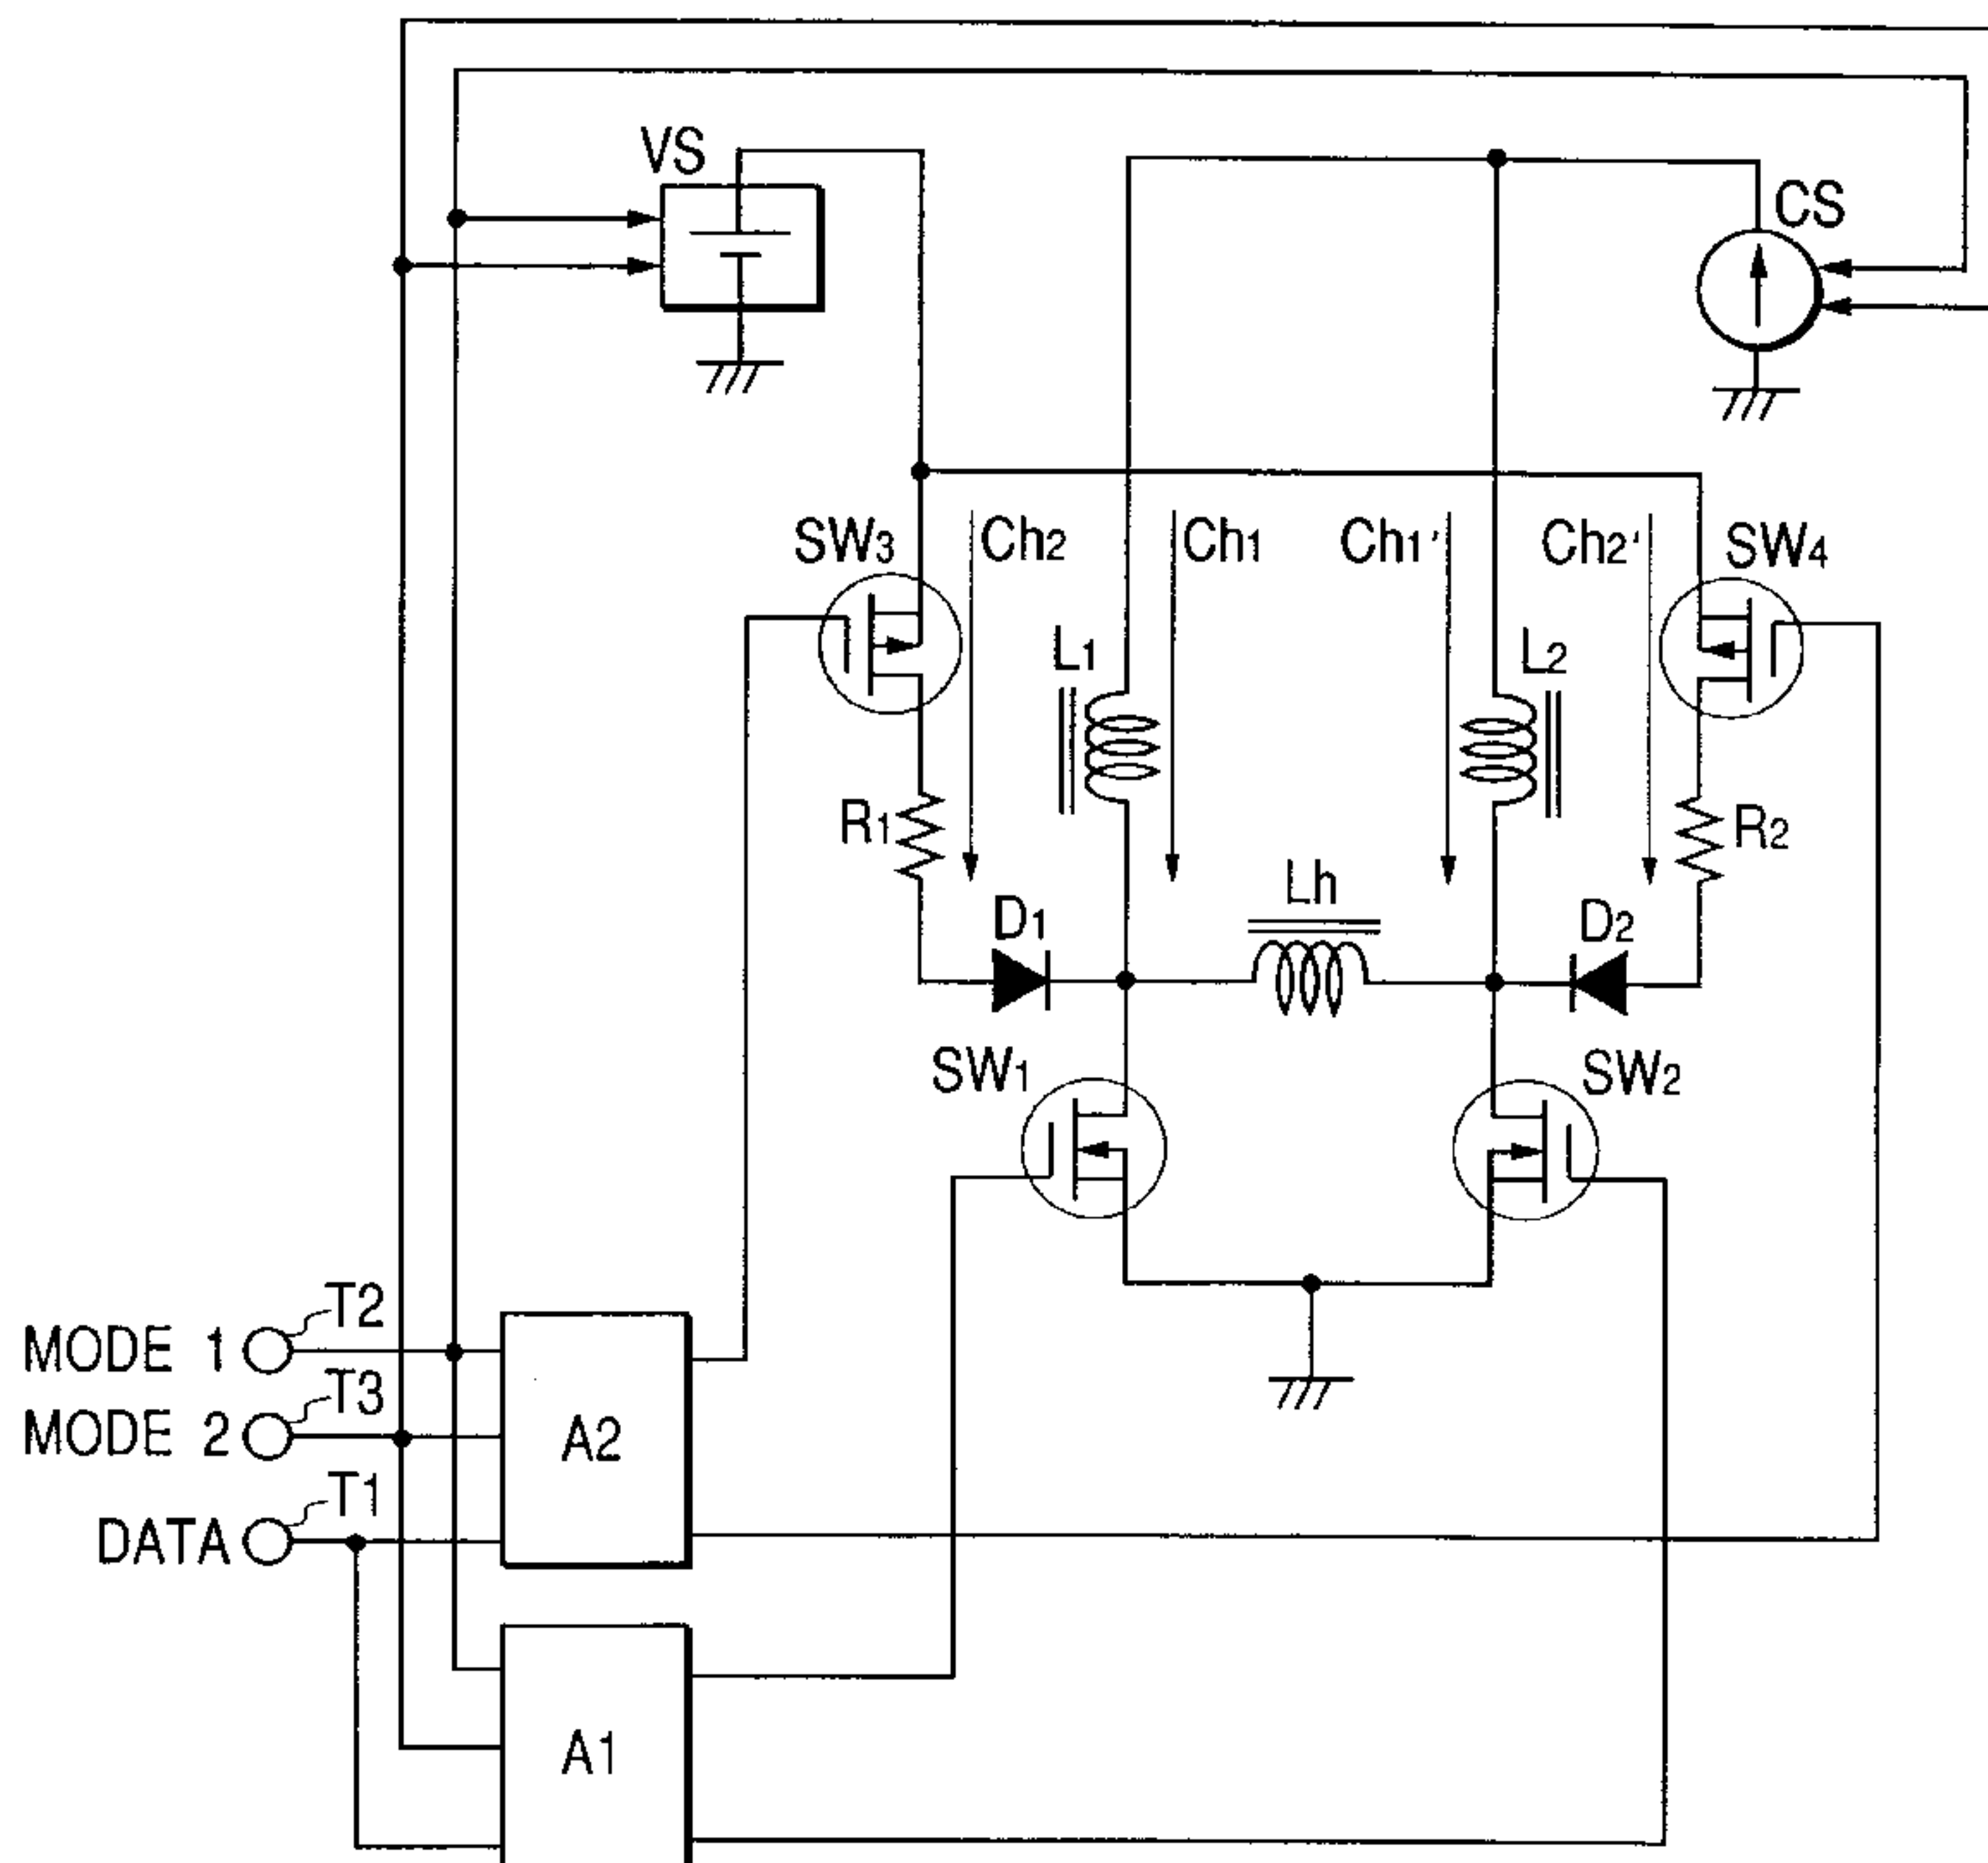 VS
CS
SW3
Ch2
Ch1
Ch1'
Ch2'
SW4
L1
L2
R1
R2
Lh
D1
D2
SW1
SW2
T2
MODE 1
T3
MODE 2
A2
T1
DATA
A1